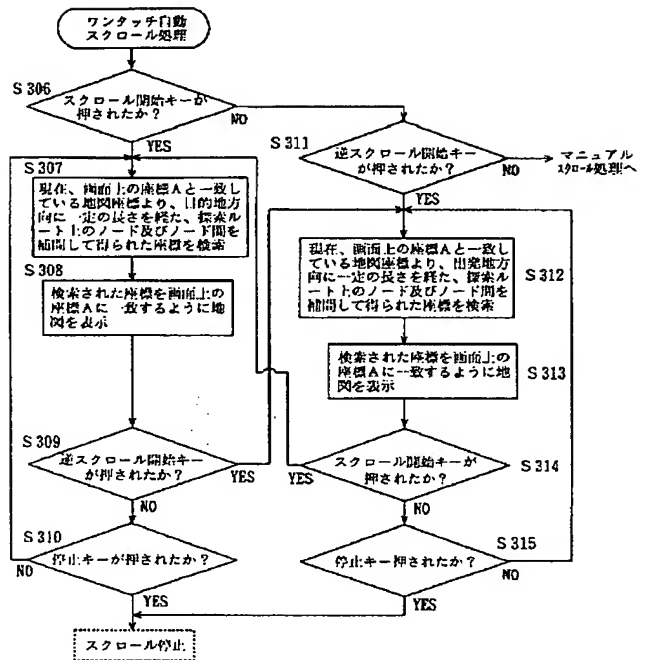 ワンタッチ自動
スクロール処理
S 306
スクロール開始キーが
押されたか?
NO
YES
S 307
現在、画面上の座標Aと一致し
ている地図座標より、目的地方
向に一定の長さを経た、探索ル
ート上のノード及びノード間を
補間して得られた座標を検索
S 308
検索された座標を画面上の
座標Aに一致するように地
図を表示
S 309
逆スクロール開始キー
が押されたか?
YES
NO
S 310
停止キーが押されたか?
NO
YES
スクロール停止
S 311
逆スクロール開始キー
が押されたか?
NO
マニュアル
スクロール処理へ
YES
現在、画面上の座標Aと一致
している地図座標より、出発地方
向に一定の長さを経た、探索ル
ート上のノード及びノード間を
補間して得られた座標を検索
S 312
検索された座標を画面上の
座標Aに一致するように地
図を表示
S 313
スクロール開始キーが
押されたか?
S 314
YES
NO
停止キー押されたか?
S 315
NO
YES